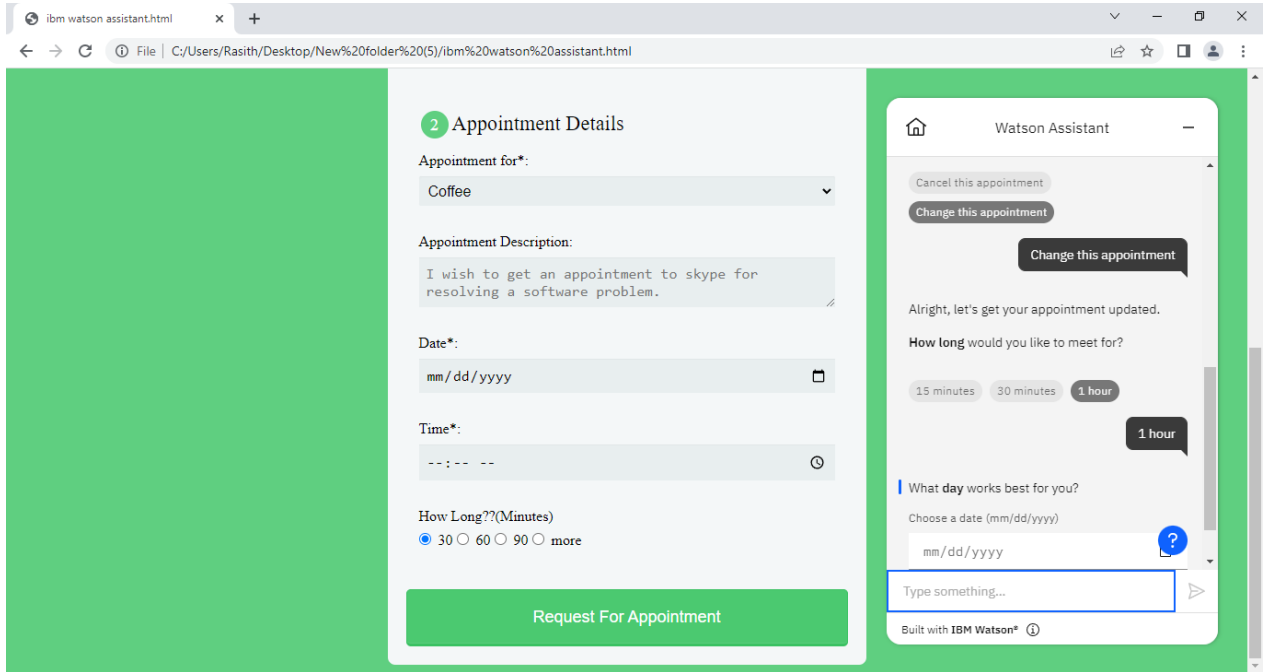 ibm watson assistant.html
File C:/Users/Rasith/Desktop/New%20folder%20(5)/ibm%20watson%20assistant.html
2 Appointment Details
Appointment for*:
Coffee
Appointment Description:
I wish to get an appointment to skype for
resolving a software problem.
Date*:
mm/dd/yyyy
Time*:
--:-- --
How Long??(Minutes)
30 60 90 more
Request For Appointment
Watson Assistant
Cancel this appointment
Change this appointment
Change this appointment
Alright, let's get your appointment updated.
How long would you like to meet for?
15 minutes 30 minutes 1 hour
1 hour
What day works best for you?
Choose a date (mm/dd/yyyy)
mm/dd/yyyy
?
Type something...
Built with IBM Watson®